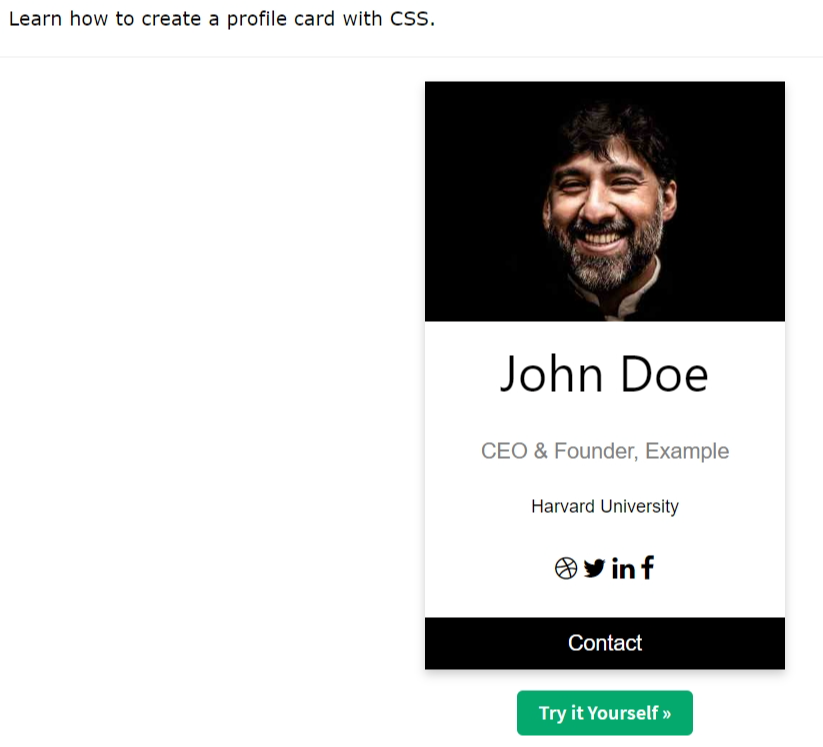 Learn how to create a profile card with CSS.
John Doe
CEO & Founder, Example
Harvard University
in f
Contact
Try it Yourself »